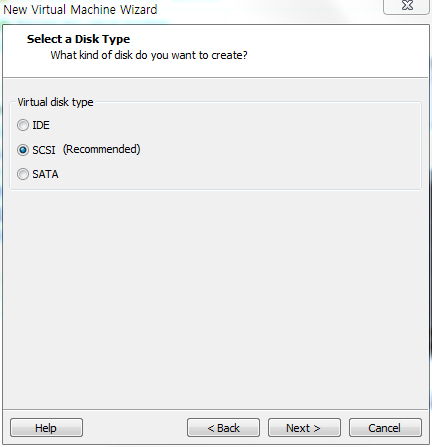 New Virtual Machine Wizard
Select a Disk Type
What kind of disk do you want to create?
Virtual disk type
IDE
SCSI (Recommended)
SATA
Help
< Back
Next >
Cancel